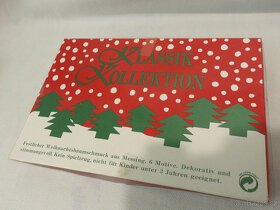 Klassik
Kollektion
Festlicher Weihnachtsbaumschmuck aus Messing. 6 Motive. Dekorativ und
stimmungsvoll. Kein Spielzeug, nicht für Kinder unter 2 Jahren geeignet.